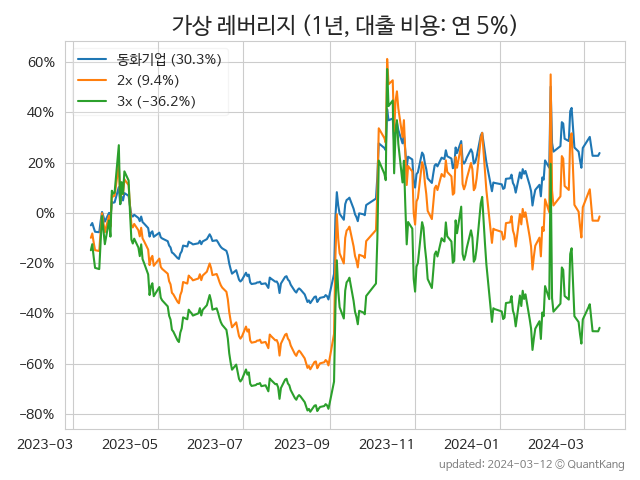 가상 레버리지 (1년, 대출 비용: 연 5%)
동화기업 (30.3%)
2x (9.4%)
3x (−36.2%)
60%
40%
20%
0%
−20%
−40%
−60%
−80%
2023-03 2023-05 2023-07 2023-09 2023-11 2024-01 2024-03
updated: 2024-03-12 © QuantKang